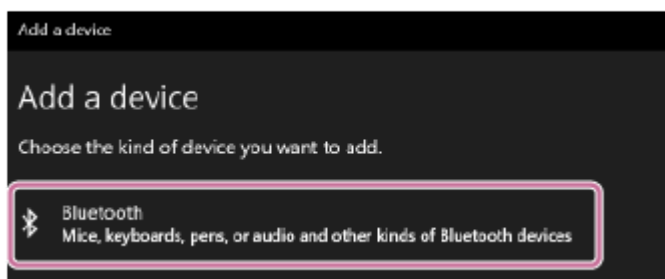 Add a device
Add a device
Choose the kind of device you want to add.
Bluetooth
Mice, keyboards, pens, or audio and other kinds of Bluetooth devices